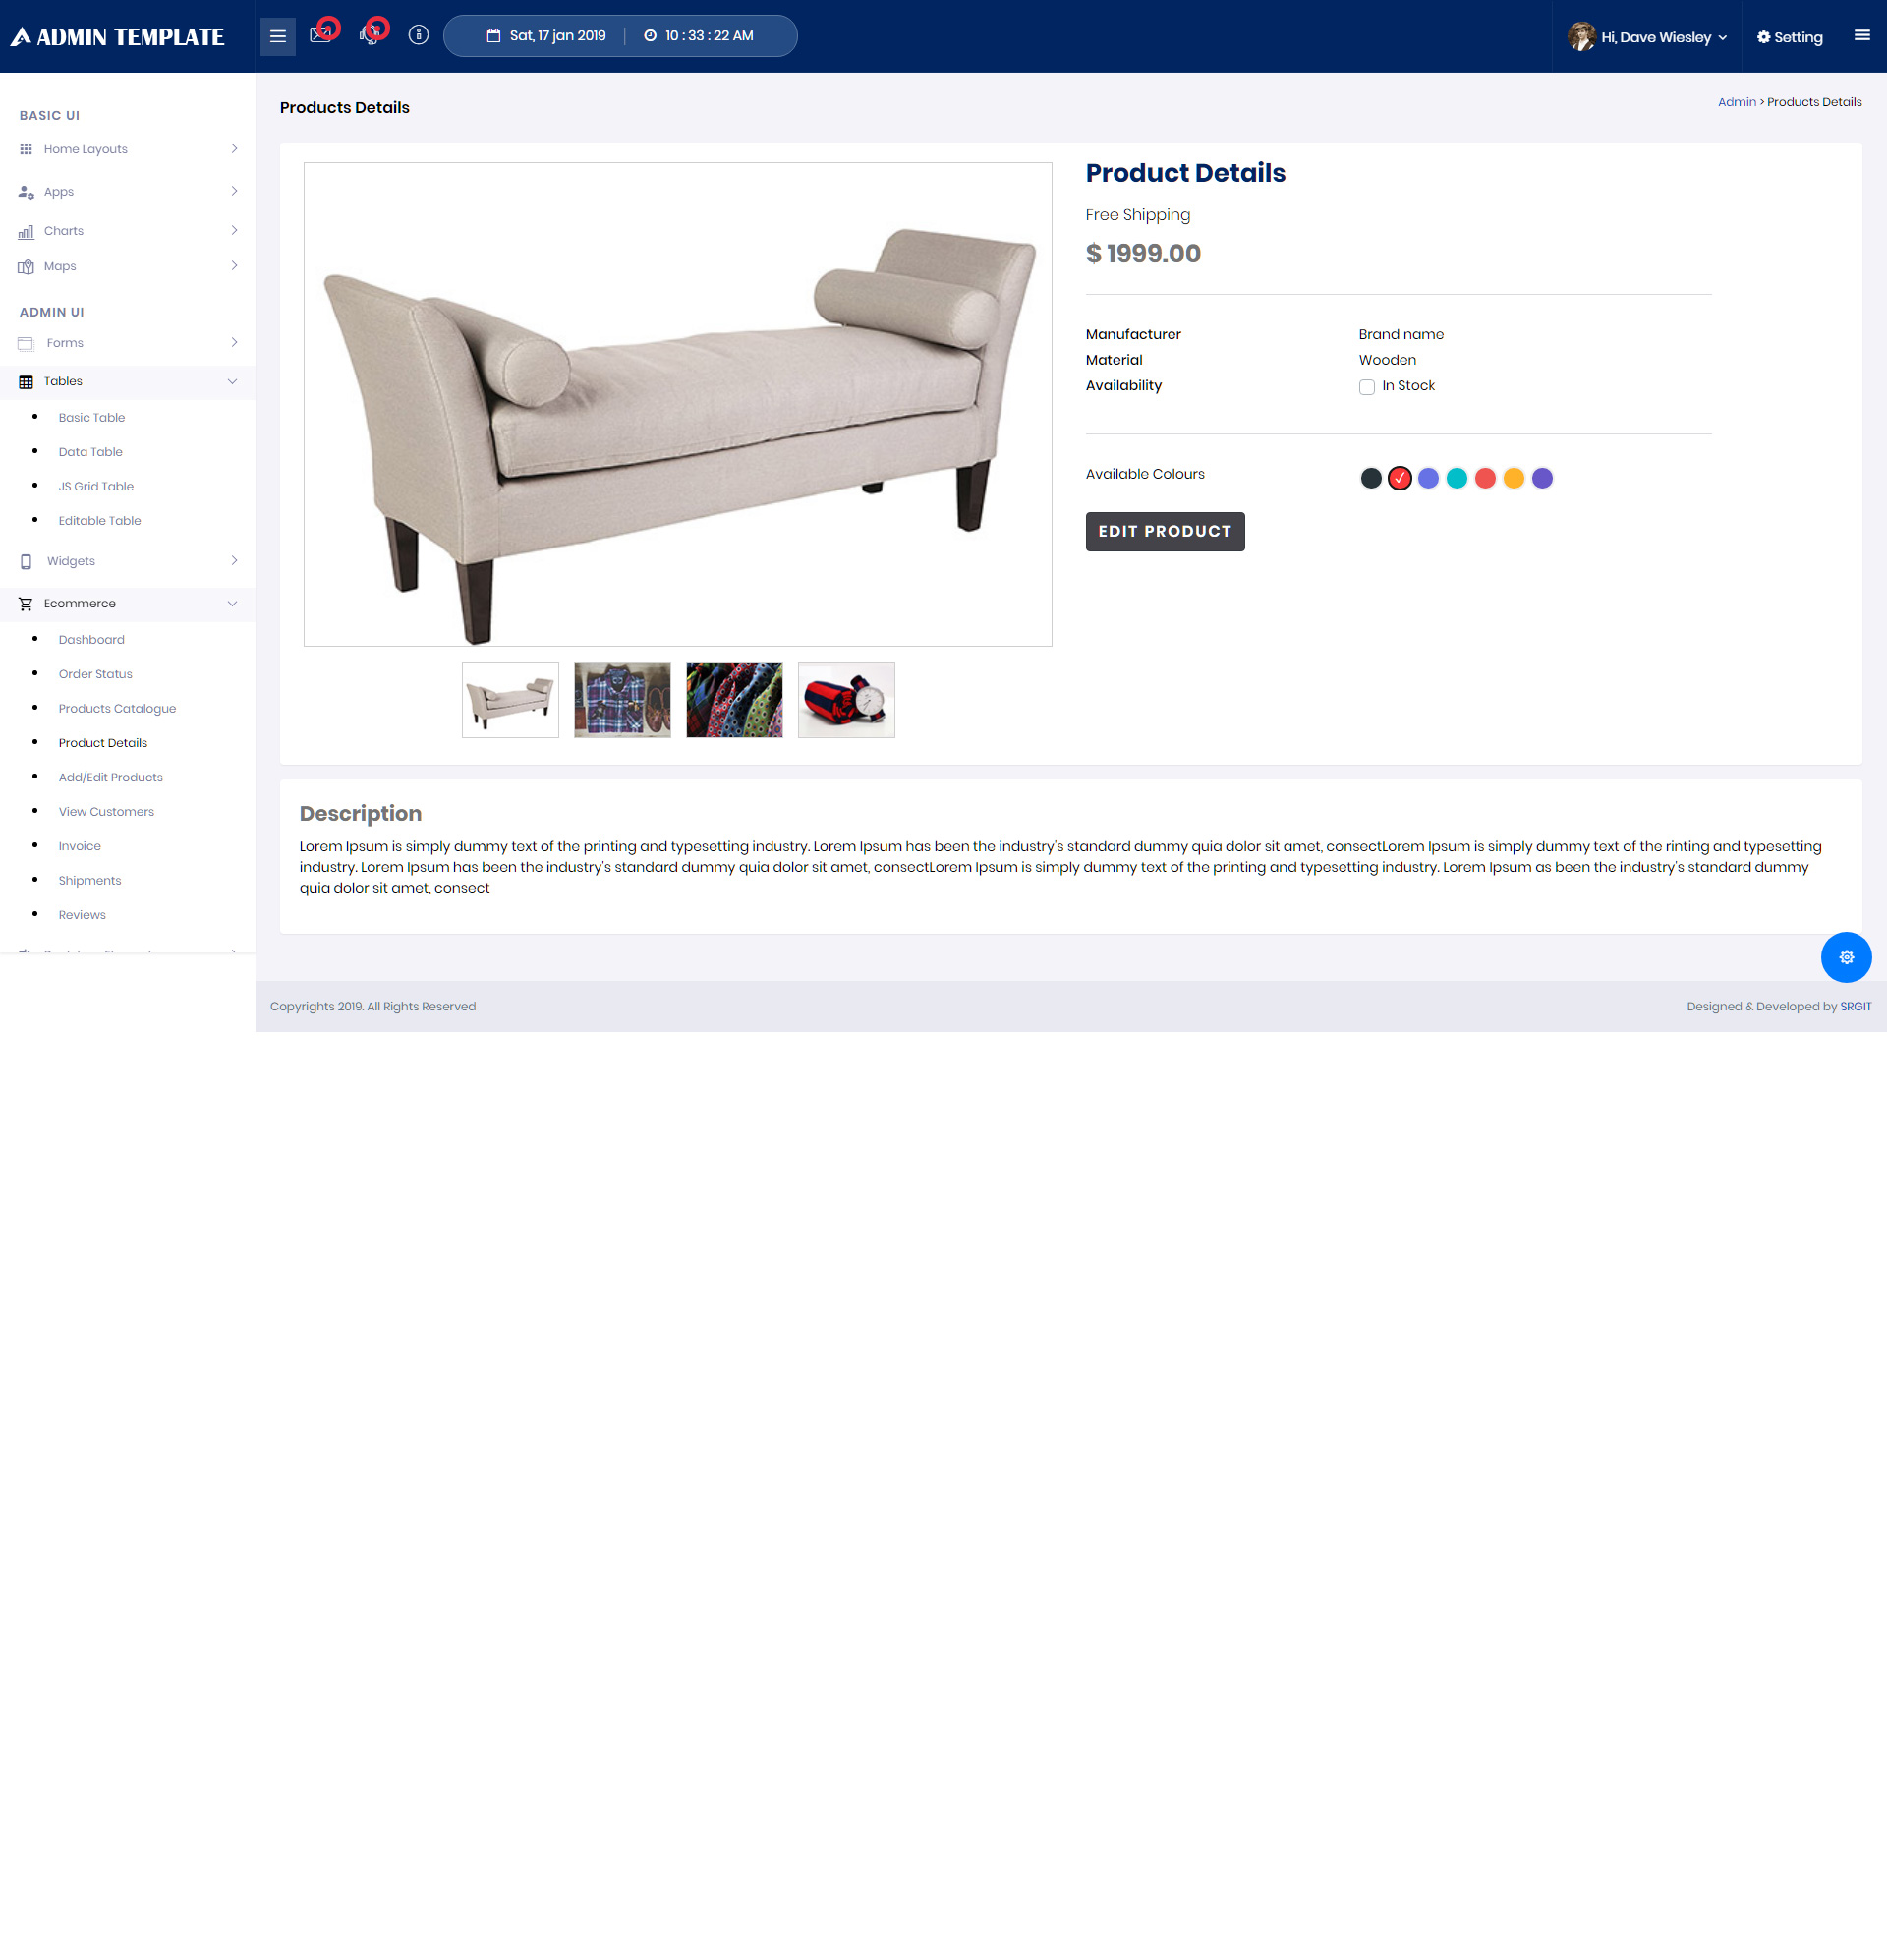 ADMIN TEMPLATE
Sat, 17 jan 2019
10 : 33 : 22 AM
Hi, Dave Wiesley
Setting
BASIC UI
Home Layouts
Apps
Charts
Maps
ADMIN UI
Forms
Tables
Basic Table
Data Table
JS Grid Table
Editable Table
Widgets
Ecommerce
Dashboard
Order Status
Products Catalogue
Product Details
Add/Edit Products
View Customers
Invoice
Shipments
Reviews
Products Details
Admin > Products Details
Product Details
Free Shipping
$ 1999.00
Manufacturer Brand name
Material Wooden
Availability In Stock
Available Colours
EDIT PRODUCT
Description
Lorem Ipsum is simply dummy text of the printing and typesetting industry. Lorem Ipsum has been the industry's standard dummy quia dolor sit amet, consectLorem Ipsum is simply dummy text of the rinting and typesetting
industry. Lorem Ipsum has been the industry's standard dummy quia dolor sit amet, consectLorem Ipsum is simply dummy text of the printing and typesetting industry. Lorem Ipsum as been the industry's standard dummy
quia dolor sit amet, consect
Copyrights 2019. All Rights Reserved
Designed & Developed by SRGIT